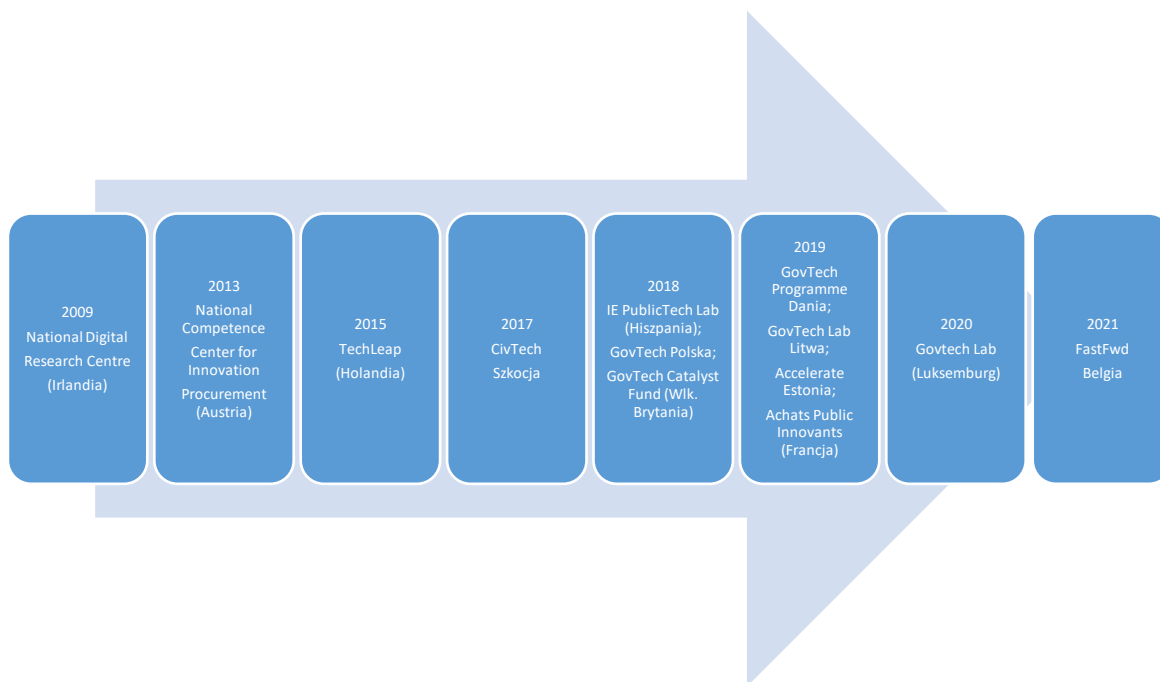 2009
National Digital
Research Centre
(Irlandia)
2013
National
Competence
Center for
Innovation
Procurement
(Austria)
2015
TechLeap
(Holandia)
2017
CivTech
Szkocja
2018
IE PublicTech Lab
(Hiszpania);
GovTech Polska;
GovTech Catalyst
Fund (Wlk.
Brytania)
2019
GovTech
Programme
Dania;
GovTech Lab
Litwa;
Accelerate
Estonia;
Achats Public
Innovants
(Francja)
2020
Govtech Lab
(Luksemburg)
2021
FastFwd
Belgia